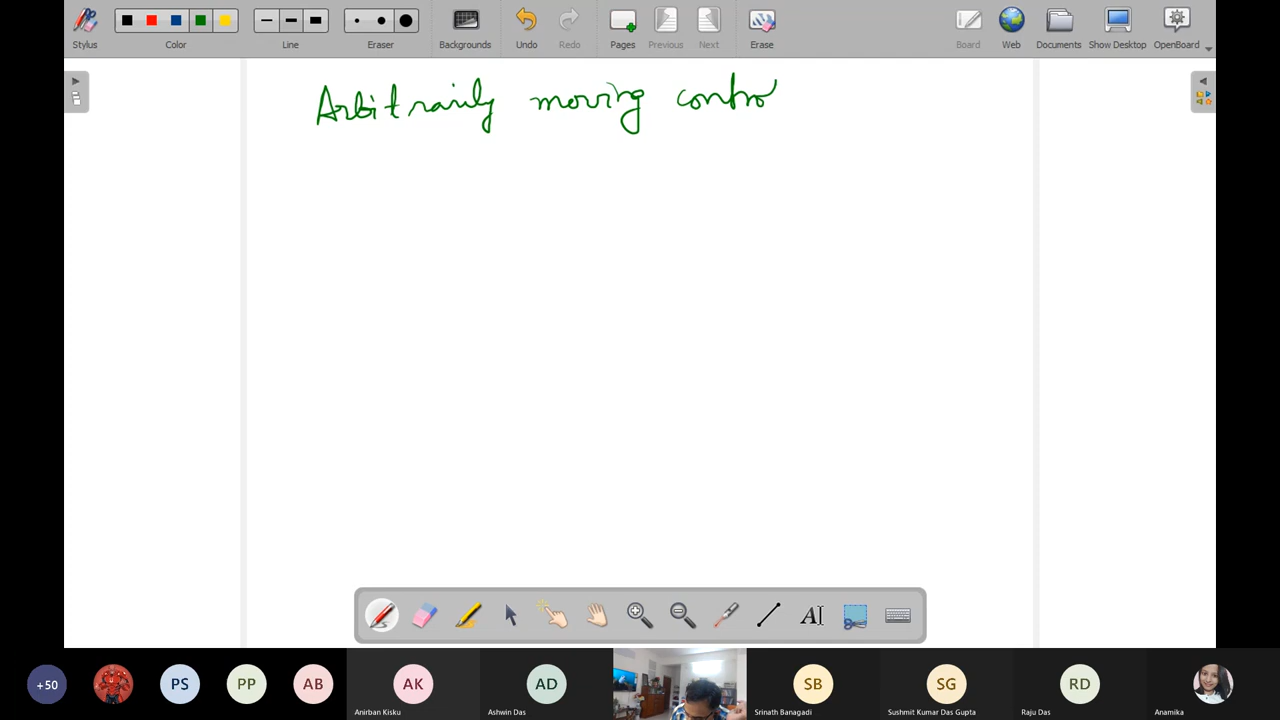 Stylus Color Line Eraser Backgrounds Undo Redo Pages Previous Next Erase Board Web Documents Show Desktop OpenBoard
Arbitrarily moving contro
+50 PS PP AB AK AD SB SG RD
Anirban Kisku Ashwin Das Srinath Banagadi Sushmit Kumar Das Gupta Raju Das Anamika